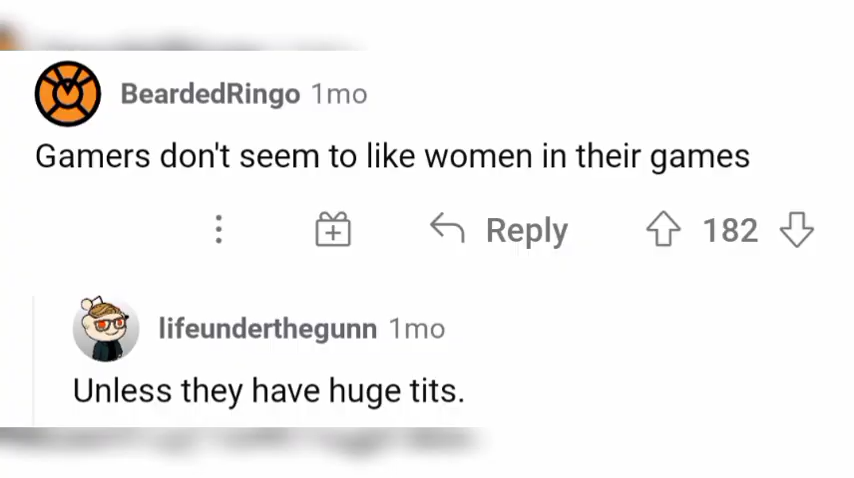 BeardedRingo 1mo
Gamers don't seem to like women in their games
Reply 182
lifeunderthegunn 1mo
Unless they have huge tits.